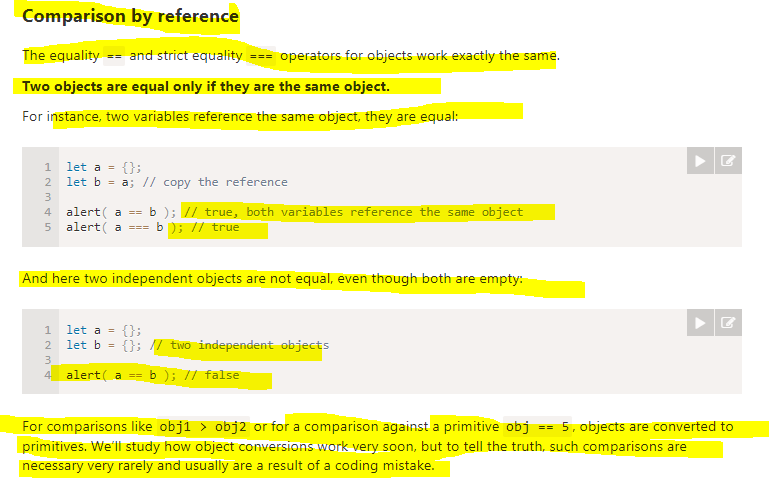 Comparison by reference
The equality == and strict equality === operators for objects work exactly the same.
Two objects are equal only if they are the same object.
For instance, two variables reference the same object, they are equal:
1 let a = {};
2 let b = a; // copy the reference
3
4 alert( a == b ); // true, both variables reference the same object
5 alert( a === b ); // true
And here two independent objects are not equal, even though both are empty:
1 let a = {};
2 let b = {}; // two independent objects
3
4 alert( a == b ); // false
For comparisons like obj1 > obj2 or for a comparison against a primitive obj == 5, objects are converted to
primitives. We'll study how object conversions work very soon, but to tell the truth, such comparisons are
necessary very rarely and usually are a result of a coding mistake.